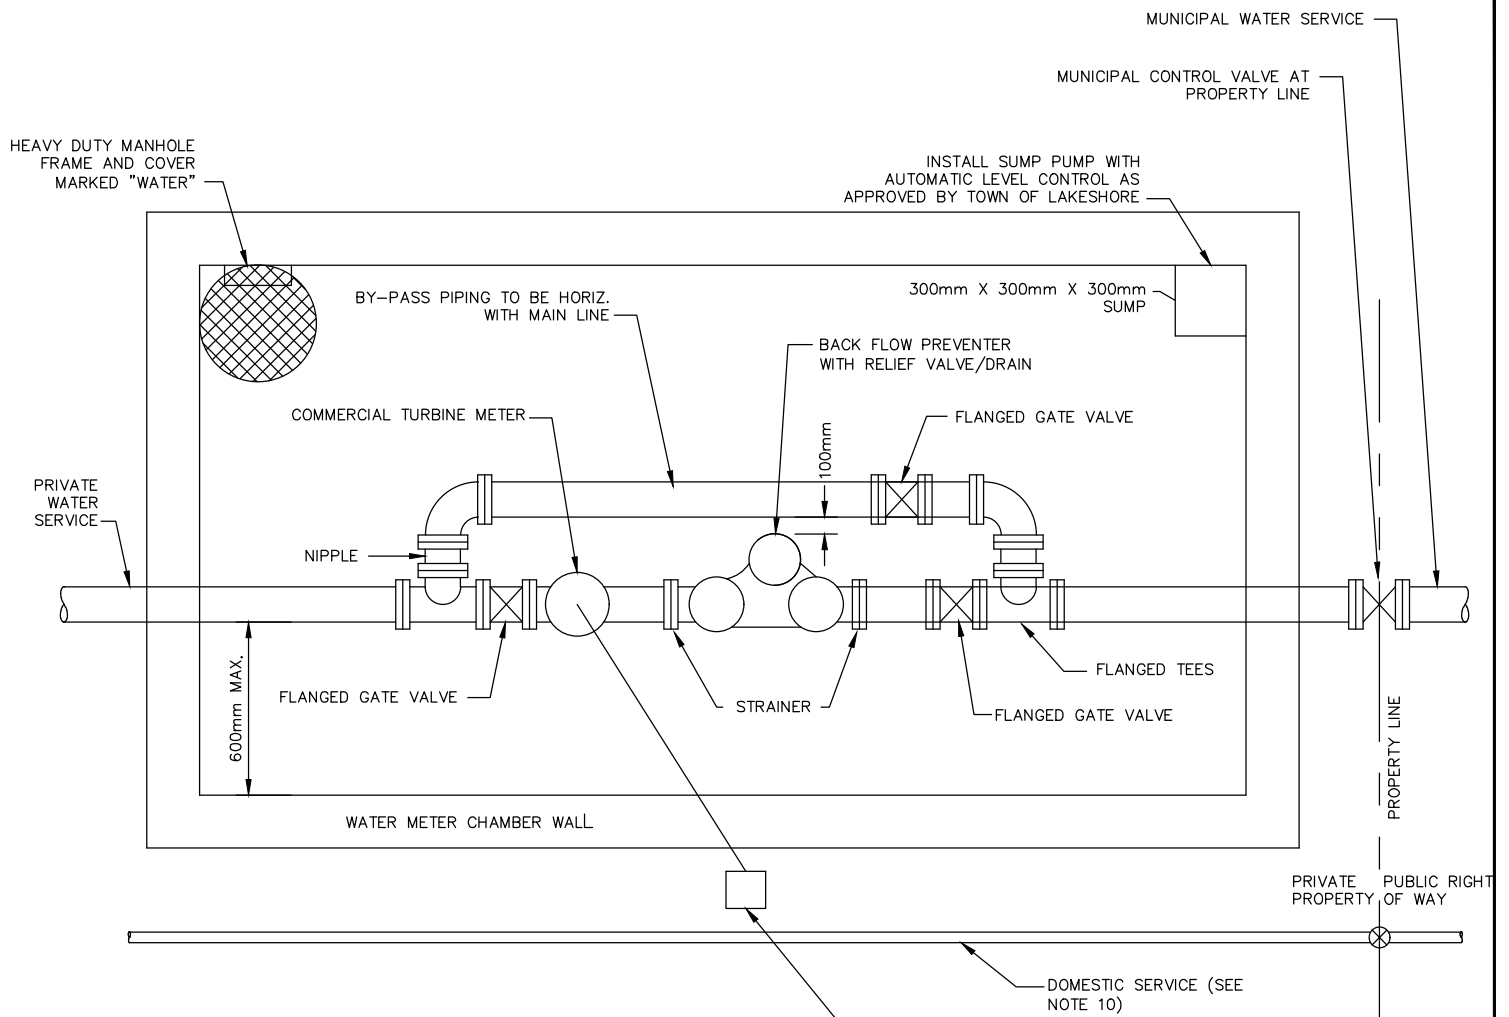 MUNICIPAL WATER SERVICE
MUNICIPAL CONTROL VALVE AT
PROPERTY LINE
HEAVY DUTY MANHOLE
FRAME AND COVER
MARKED "WATER"
INSTALL SUMP PUMP WITH
AUTOMATIC LEVEL CONTROL AS
APPROVED BY TOWN OF LAKESHORE
BY-PASS PIPING TO BE HORIZ.
WITH MAIN LINE
300mm X 300mm X 300mm
SUMP
BACK FLOW PREVENTER
WITH RELIEF VALVE/DRAIN
COMMERCIAL TURBINE METER
FLANGED GATE VALVE
100mm
PRIVATE
WATER
SERVICE
NIPPLE
600mm MAX.
FLANGED GATE VALVE
STRAINER
FLANGED TEES
FLANGED GATE VALVE
PROPERTY LINE
WATER METER CHAMBER WALL
PRIVATE
PROPERTY
PUBLIC RIGHT
OF WAY
DOMESTIC SERVICE (SEE
NOTE 10)